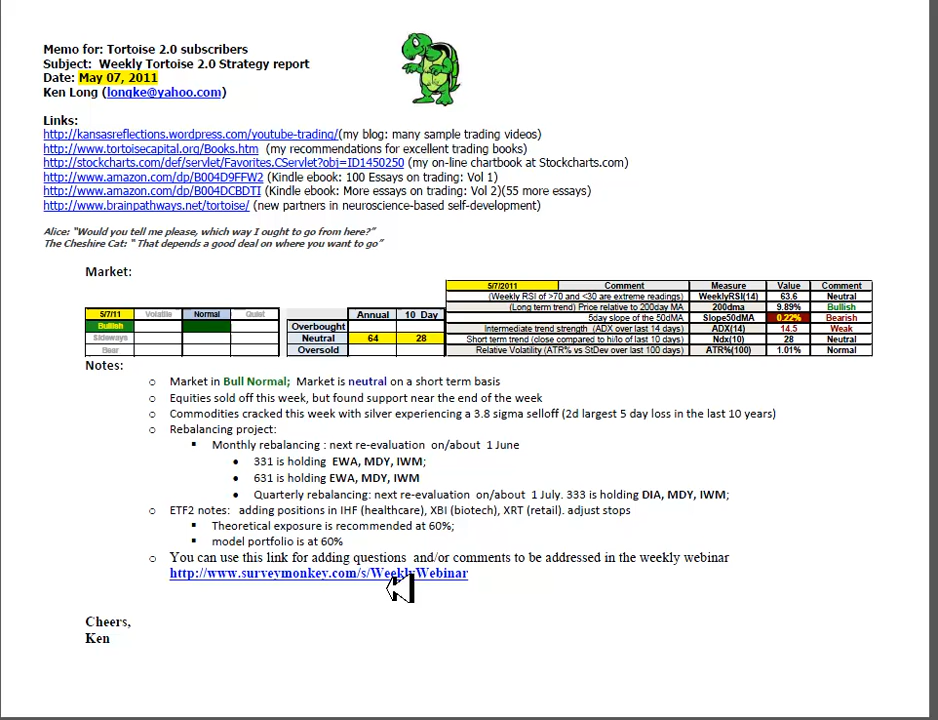 Memo for: Tortoise 2.0 subscribers
Subject: Weekly Tortoise 2.0 Strategy report
Date: May 07, 2011
Ken Long (longke@yahoo.com)
Links:
http://kansasreflections.wordpress.com/youtube-trading/(my blog: many sample trading videos)
http://www.tortoisecapital.org/Books.htm (my recommendations for excellent trading books)
http://stockcharts.com/def/servlet/Favorites.CServlet?obj=ID1450250 (my on-line chartbook at Stockcharts.com)
http://www.amazon.com/dp/B004D9FFW2 (Kindle ebook: 100 Essays on trading: Vol 1)
http://www.amazon.com/dp/B004DCBDTI (Kindle ebook: More essays on trading: Vol 2)(55 more essays)
http://www.brainpathways.net/tortoise/ (new partners in neuroscience-based self-development)
Alice: "Would you tell me please, which way I ought to go from here?"
The Cheshire Cat: " That depends a good deal on where you want to go"
Market:
5/7/11 Volatile Normal Quiet
Bullish
Sideways
Bear
Annual 10 Day
Overbought
Neutral 64 28
Oversold
5/7/2011 Comment Measure Value Comment
(Weekly RSI of >70 and <30 are extreme readings) WeeklyRSI(14) 63.6 Neutral
(Long term trend) Price relative to 200day MA 200dma 9.89% Bullish
5day slope of the 50dMA Slope50dMA 0.22% Bearish
Intermediate trend strength (ADX over last 14 days) ADX(14) 14.5 Weak
Short term trend (close compared to hi/lo of last 10 days) Ndx(10) 28 Neutral
Relative Volatility (ATR% vs StDev over last 100 days) ATR%(100) 1.01% Normal
Notes:
Market in Bull Normal; Market is neutral on a short term basis
Equities sold off this week, but found support near the end of the week
Commodities cracked this week with silver experiencing a 3.8 sigma selloff (2d largest 5 day loss in the last 10 years)
Rebalancing project:
Monthly rebalancing : next re-evaluation on/about 1 June
331 is holding EWA, MDY, IWM;
631 is holding EWA, MDY, IWM
Quarterly rebalancing: next re-evaluation on/about 1 July. 333 is holding DIA, MDY, IWM;
ETF2 notes: adding positions in IHF (healthcare), XBI (biotech), XRT (retail). adjust stops
Theoretical exposure is recommended at 60%;
model portfolio is at 60%
You can use this link for adding questions and/or comments to be addressed in the weekly webinar
http://www.surveymonkey.com/s/WeeklyWebinar
Cheers,
Ken